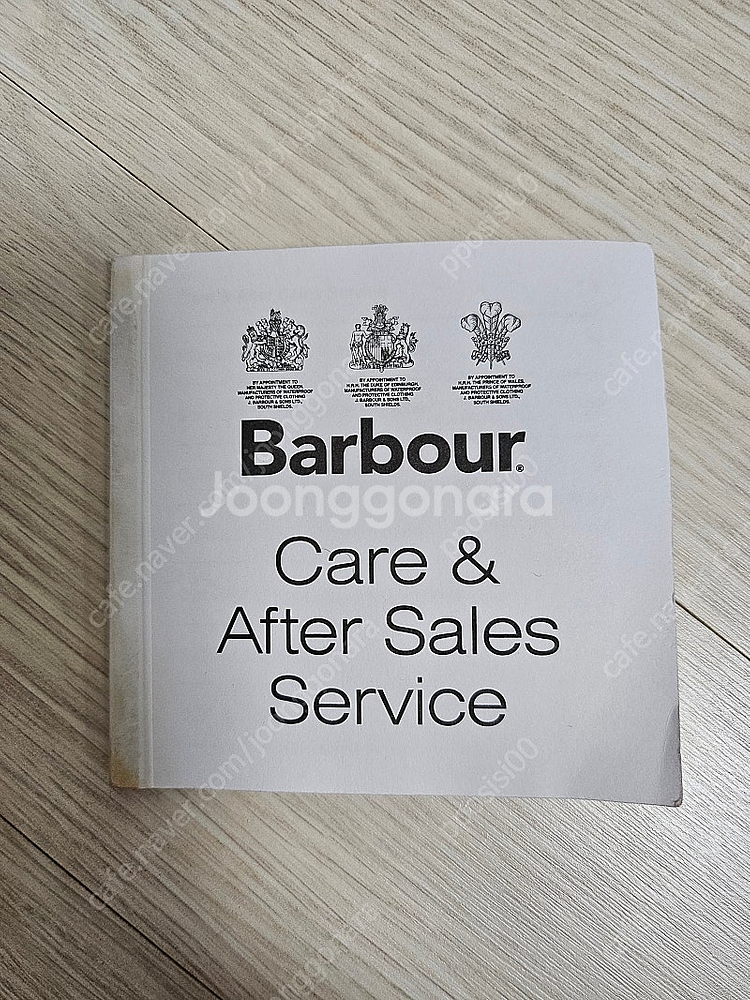 BY APPOINTMENT TO
HER MAJESTY THE QUEEN,
MANUFACTURERS OF WATERPROOF
AND PROTECTIVE CLOTHING
J. BARBOUR & SONS LTD.,
SOUTH SHIELDS.
BY APPOINTMENT TO
H.R.H. THE DUKE OF EDINBURGH,
MANUFACTURERS OF WATERPROOF
AND PROTECTIVE CLOTHING
J. BARBOUR & SONS LTD.,
SOUTH SHIELDS.
BY APPOINTMENT TO
H.R.H. THE PRINCE OF WALES,
MANUFACTURERS OF WATERPROOF
AND PROTECTIVE CLOTHING
J. BARBOUR & SONS LTD.,
SOUTH SHIELDS.
Barbour®
Joonggonara
Care &
After Sales
Service